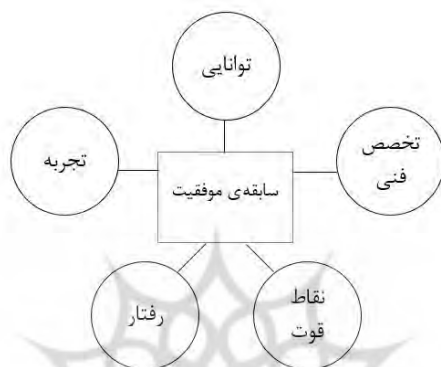 توانایی
تخصص
فنی
تجربه
سابقه‌ی موفقیت
نقاط
قوت
رفتار